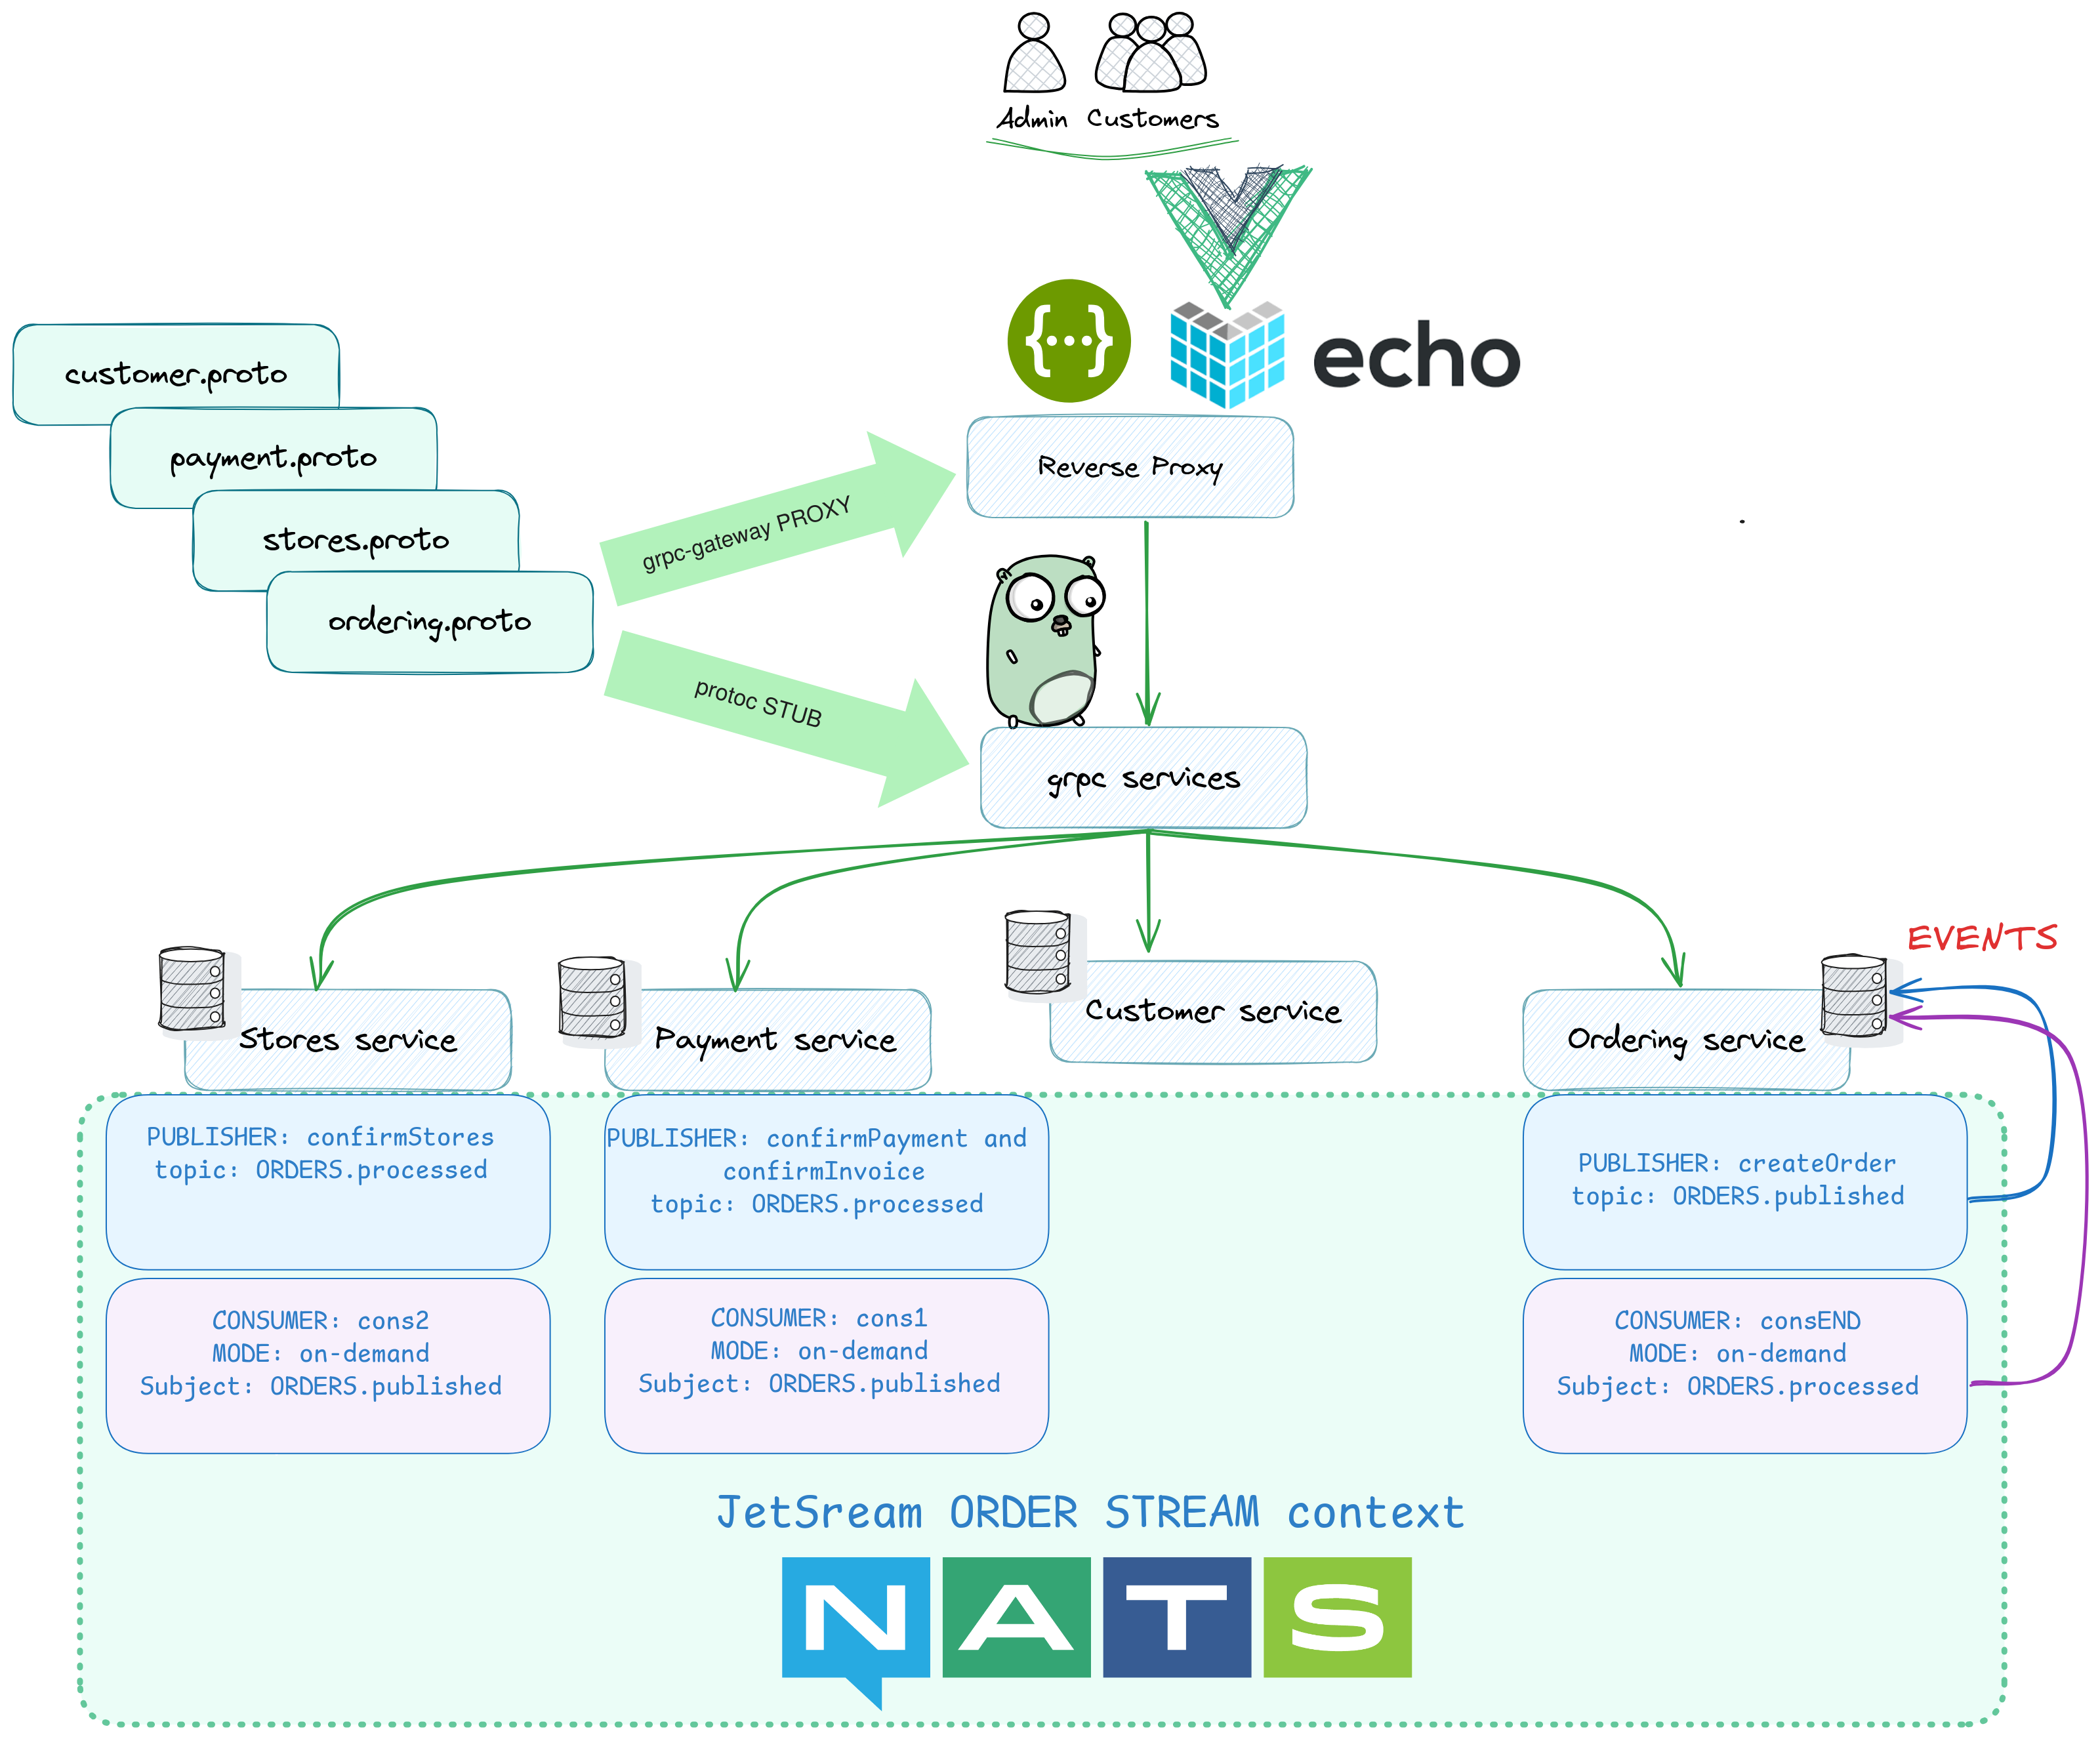 Admin Customers
{...}
echo
customer.proto
payment.proto
stores.proto
ordering.proto
grpc-gateway PROXY
Reverse Proxy
protoc STUB
grpc services
EVENTS
Stores service
Payment service
Customer service
Ordering service
PUBLISHER: confirmStores
topic: ORDERS.processed
PUBLISHER: confirmPayment and
confirmInvoice
topic: ORDERS.processed
PUBLISHER: createOrder
topic: ORDERS.published
CONSUMER: cons2
MODE: on-demand
Subject: ORDERS.published
CONSUMER: cons1
MODE: on-demand
Subject: ORDERS.published
CONSUMER: consEND
MODE: on-demand
Subject: ORDERS.processed
JetSream ORDER STREAM context
NATS